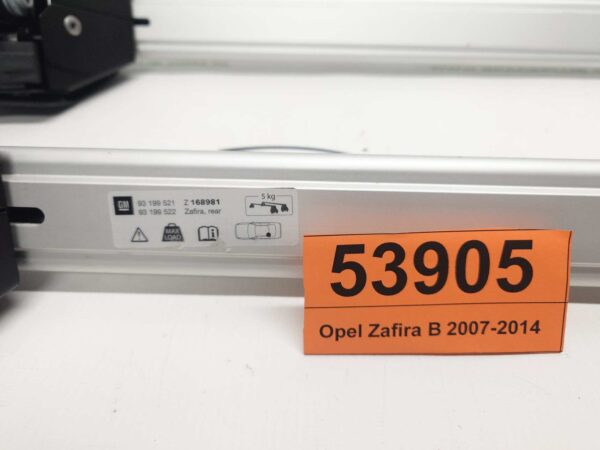 GM
93 199 521 Z 168981
93 199 522 Zafira, rear
5 kg
MAX
LOAD
53905
Opel Zafira B 2007-2014